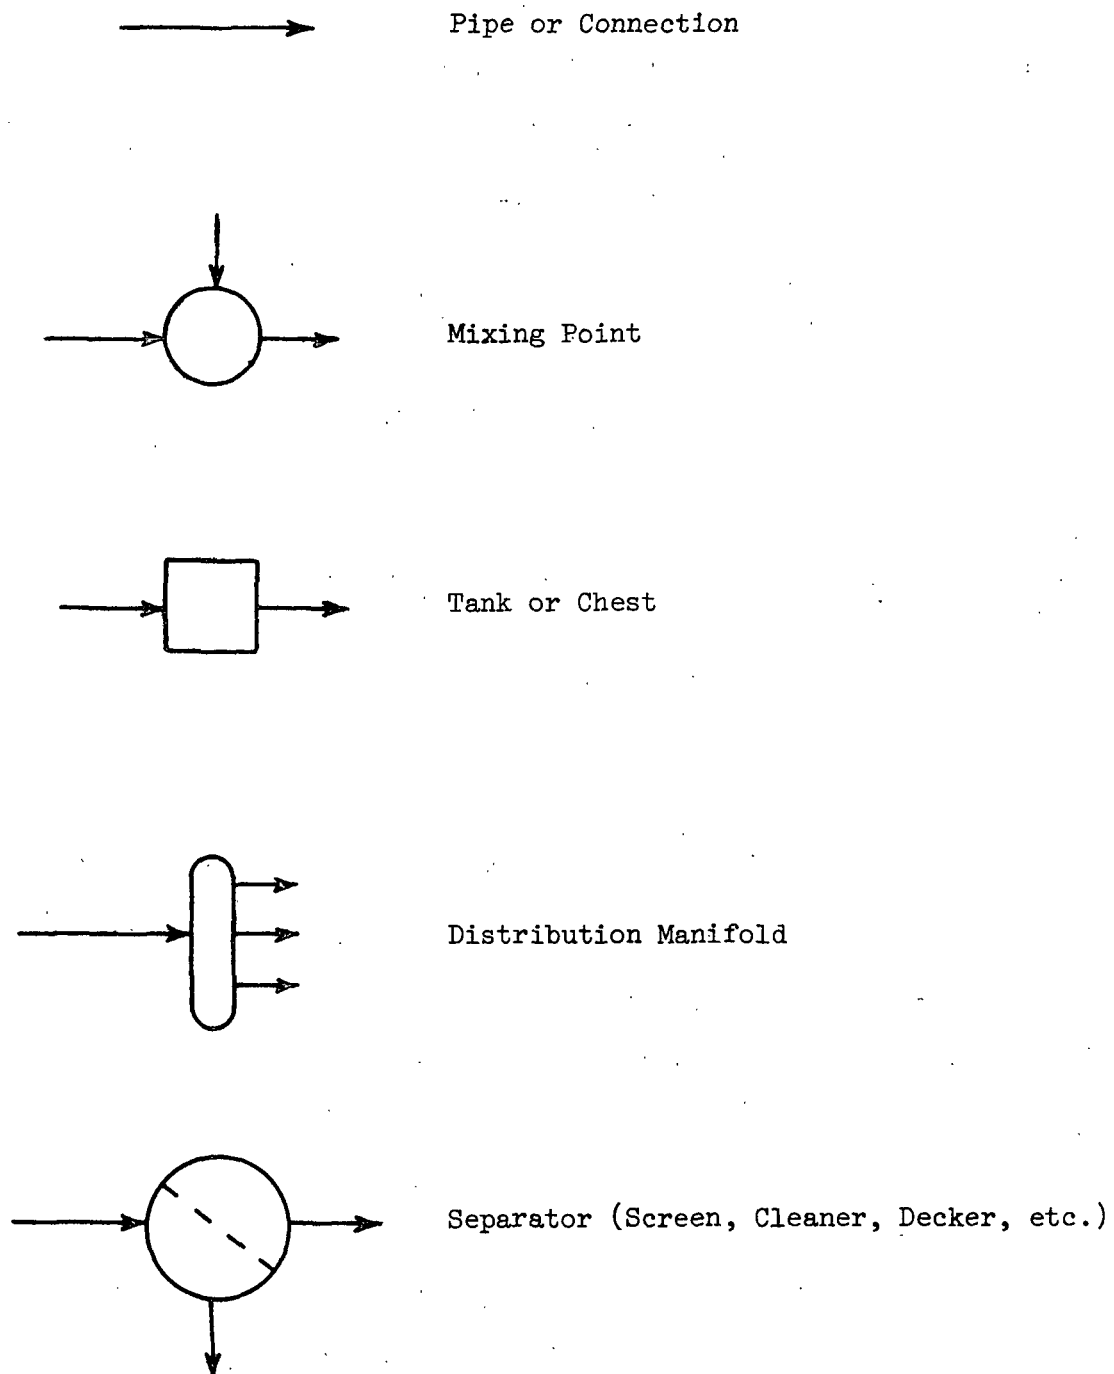 Pipe or Connection
Mixing Point
Tank or Chest
Distribution Manifold
Separator (Screen, Cleaner, Decker, etc.)